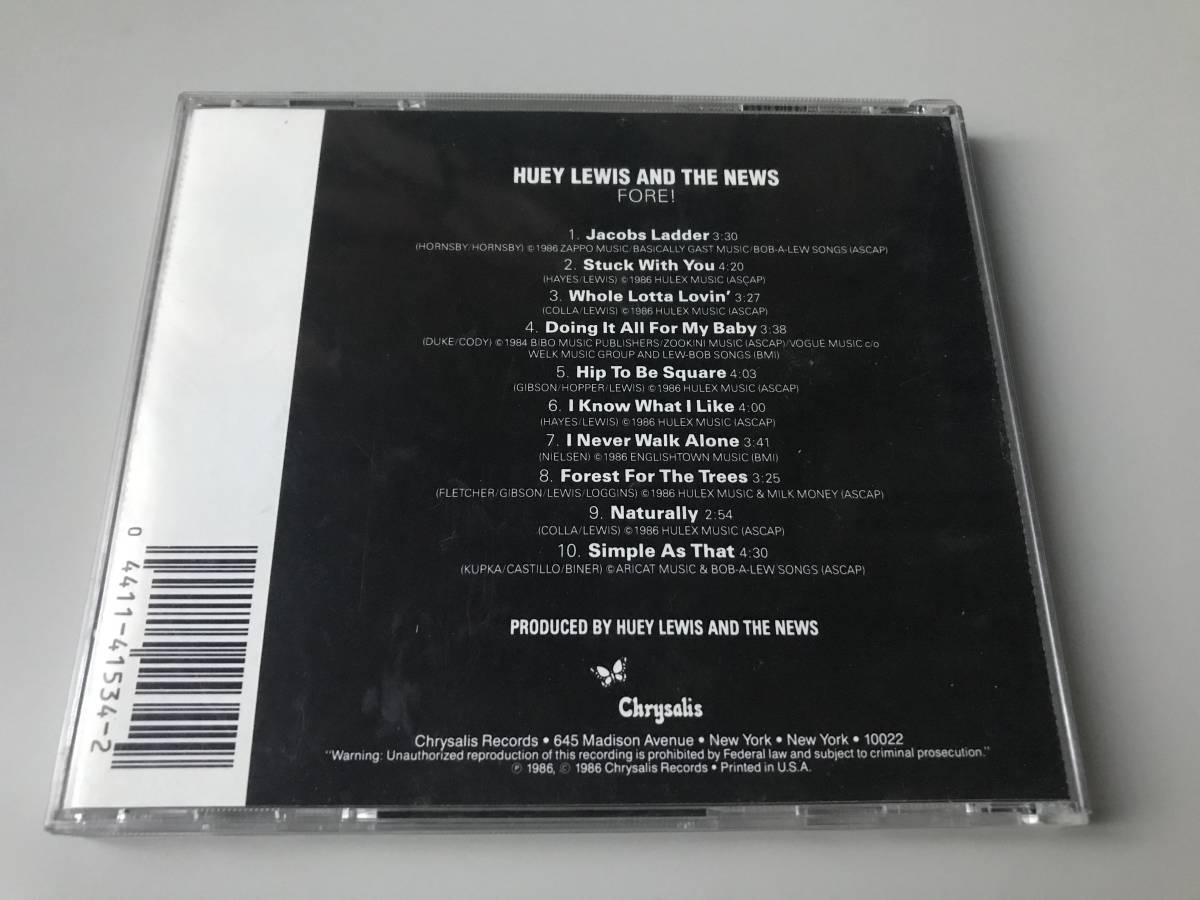 HUEY LEWIS AND THE NEWS
FORE!
1. Jacobs Ladder 3:30
(HORNSBY/HORNSBY) © 1986 ZAPPO MUSIC/BASICALLY GAST MUSIC/BOB-A-LEW SONGS (ASCAP)
2. Stuck With You 4:20
(HAYES/LEWIS) © 1986 HULEX MUSIC (ASCAP)
3. Whole Lotta Lovin' 3:27
(COLLA/LEWIS) © 1986 HULEX MUSIC (ASCAP)
4. Doing It All For My Baby 3:38
(DUKE/CODY) © 1984 BIBO MUSIC PUBLISHERS/ZOOKINI MUSIC (ASCAP)/VOGUE MUSIC c/o
WELK MUSIC GROUP AND LEW-BOB SONGS (BMI)
5. Hip To Be Square 4:03
(GIBSON/HOPPER/LEWIS) © 1986 HULEX MUSIC (ASCAP)
6. I Know What I Like 4:00
(HAYES/LEWIS) © 1986 HULEX MUSIC (ASCAP)
7. I Never Walk Alone 3:41
(NIELSEN) © 1986 ENGLISHTOWN MUSIC (BMI)
8. Forest For The Trees 3:25
(FLETCHER/GIBSON/LEWIS/LOGGINS) © 1986 HULEX MUSIC & MILK MONEY (ASCAP)
9. Naturally 2:54
(COLLA/LEWIS) © 1986 HULEX MUSIC (ASCAP)
10. Simple As That 4:30
(KUPKA/CASTILLO/BINER) © ARICAT MUSIC & BOB-A-LEW SONGS (ASCAP)
PRODUCED BY HUEY LEWIS AND THE NEWS
Chrysalis
Chrysalis Records • 645 Madison Avenue • New York • New York • 10022
"Warning: Unauthorized reproduction of this recording is prohibited by Federal law and subject to criminal prosecution."
℗ 1986, © 1986 Chrysalis Records • Printed in U.S.A.
0 4411-41534-2